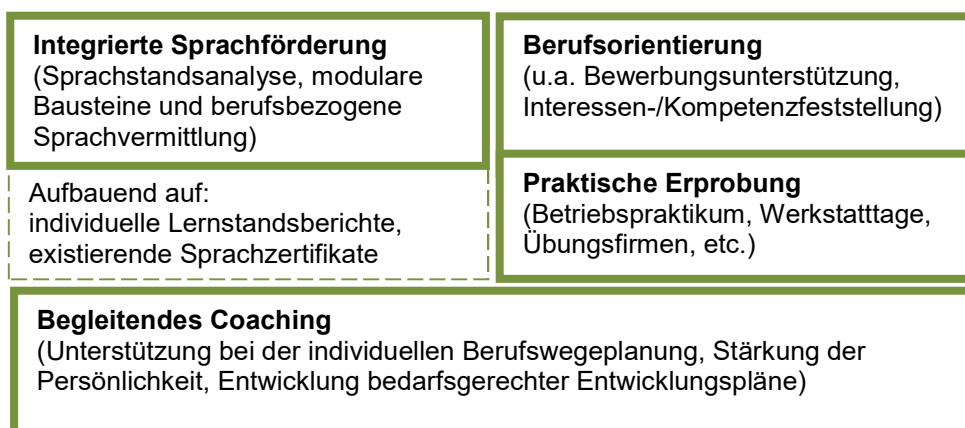 Integrierte Sprachförderung
(Sprachstandsanalyse, modulare
Bausteine und berufsbezogene
Sprachvermittlung)
Aufbauend auf:
individuelle Lernstandsberichte,
existierende Sprachzertifikate
Berufsorientierung
(u.a. Bewerbungsunterstützung,
Interessen-/Kompetenzfeststellung)
Praktische Erprobung
(Betriebspraktikum, Werkstatttage,
Übungsfirmen, etc.)
Begleitendes Coaching
(Unterstützung bei der individuellen Berufswegeplanung, Stärkung der
Persönlichkeit, Entwicklung bedarfsgerechter Entwicklungspläne)